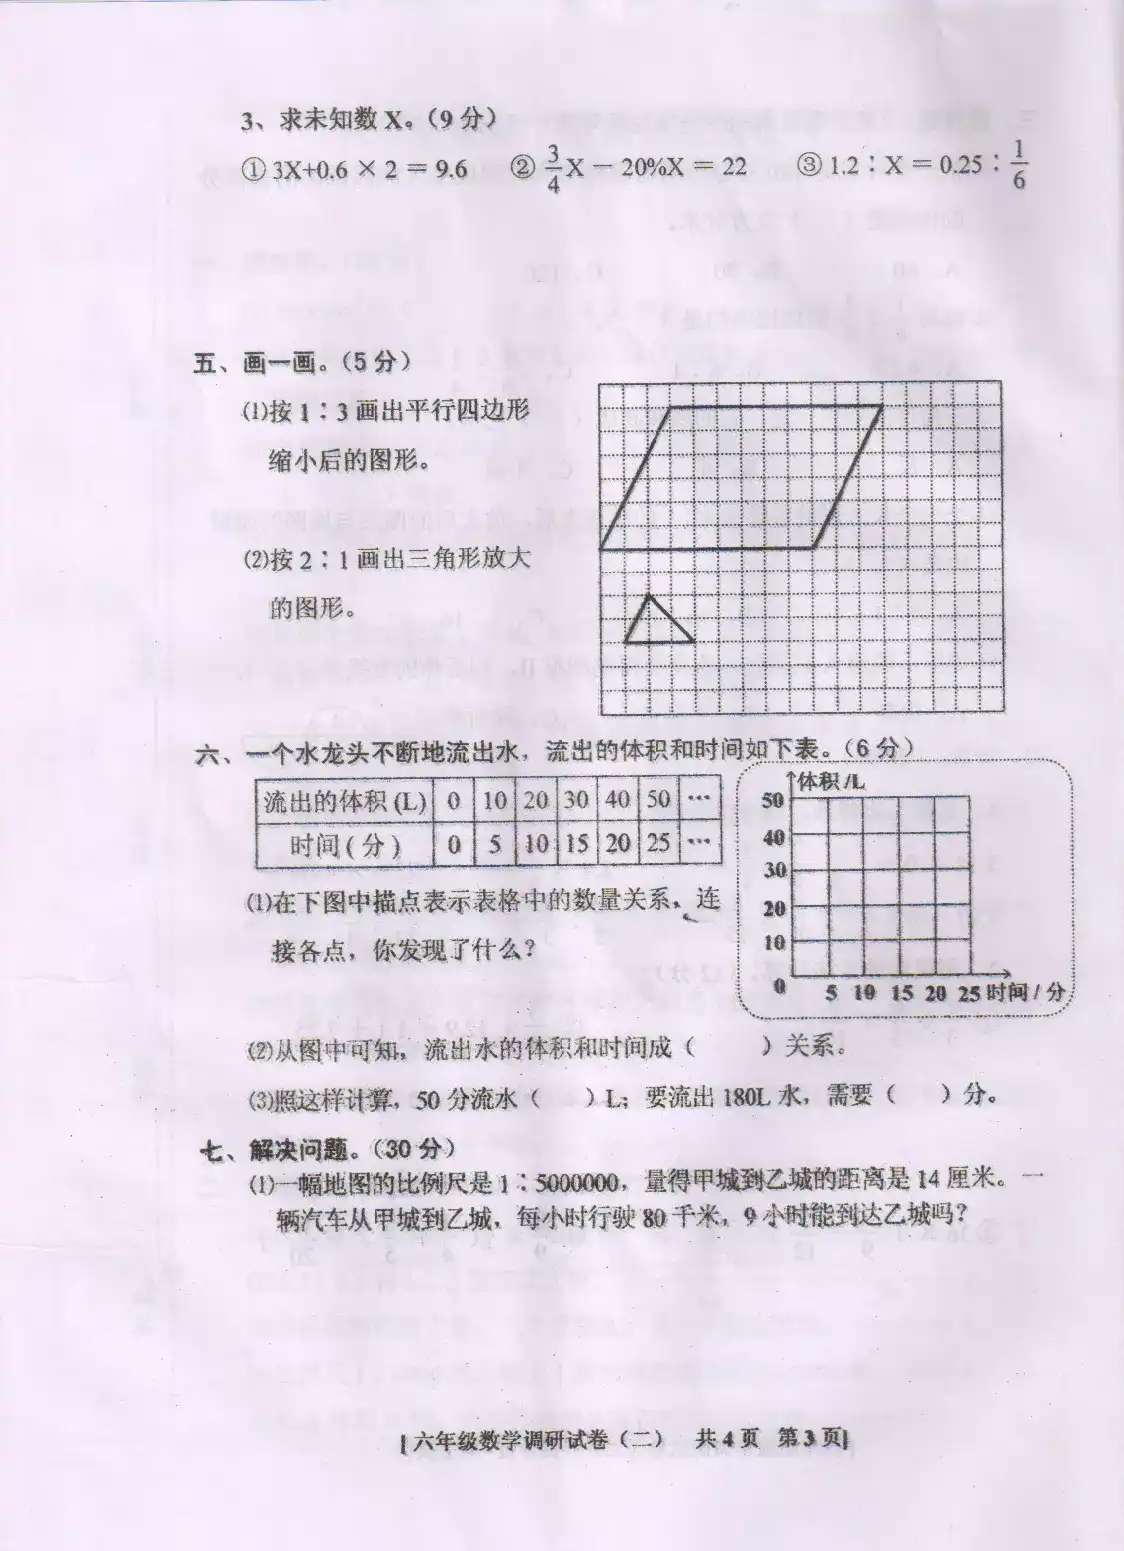 3、求未知数 X。（9 分）
① 3X+0.6 × 2 = 9.6 ② 3/4 X − 20%X = 22 ③ 1.2∶X = 0.25∶1/6
五、画一画。（5 分）
⑴按 1∶3 画出平行四边形
缩小后的图形。
⑵按 2∶1 画出三角形放大
的图形。
六、一个水龙头不断地流出水，流出的体积和时间如下表。（6 分）
流出的体积 (L) 0 10 20 30 40 50 …
时间 ( 分 ) 0 5 10 15 20 25 …
体积 /L
50
40
30
20
10
0
5 10 15 20 25 时间 / 分
⑴在下图中描点表示表格中的数量关系、连
接各点，你发现了什么？
⑵从图中可知，流出水的体积和时间成（ ）关系。
⑶照这样计算，50 分流水（ ）L；要流出 180L 水，需要（ ）分。
七、解决问题。（30 分）
⑴一幅地图的比例尺是 1∶5000000，量得甲城到乙城的距离是 14 厘米。一
辆汽车从甲城到乙城，每小时行驶 80 千米，9 小时能到达乙城吗？
[六年级数学调研试卷（二） 共 4 页 第 3 页]